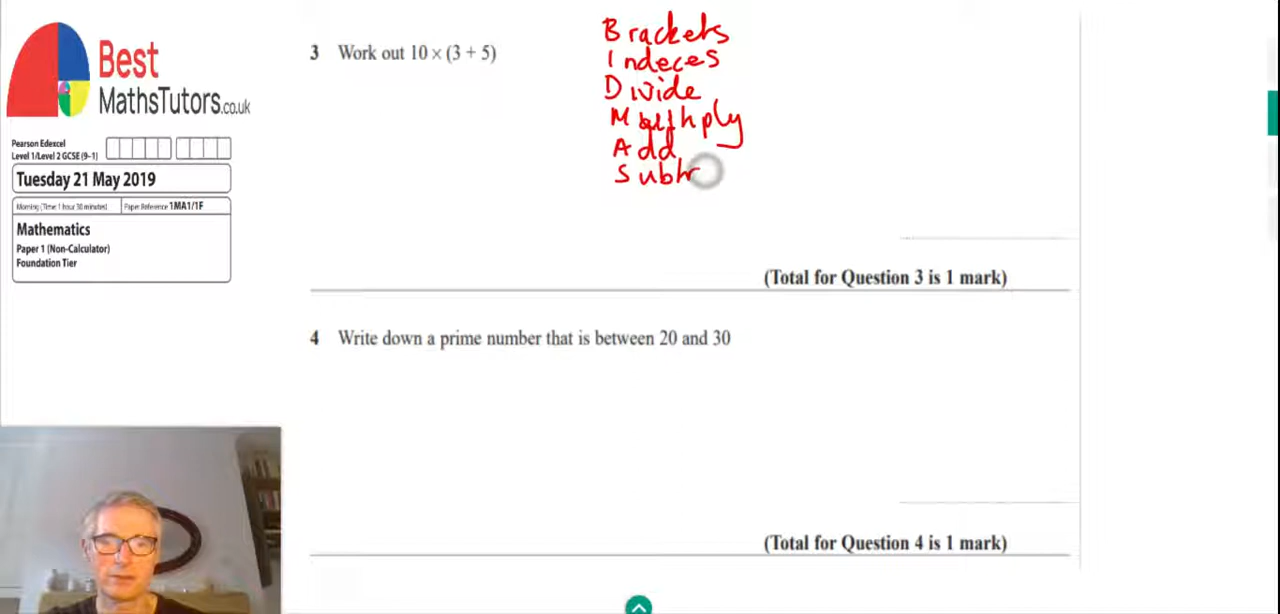 Best
MathsTutors.co.uk
Pearson Edexcel
Level 1/Level 2 GCSE (9–1)
Tuesday 21 May 2019
Morning (Time: 1 hour 30 minutes) Paper Reference 1MA1/1F
Mathematics
Paper 1 (Non-Calculator)
Foundation Tier
3 Work out 10 × (3 + 5)
Brackets
Indeces
Divide
Multiply
Add
Subtr
(Total for Question 3 is 1 mark)
4 Write down a prime number that is between 20 and 30
(Total for Question 4 is 1 mark)